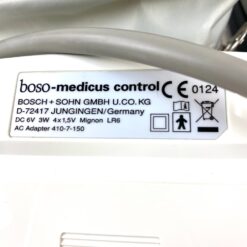 boso-medicus control CE 0124
BOSCH + SOHN GMBH U.CO. KG
D-72417 JUNGINGEN/Germany
DC 6V 3W 4x1,5V Mignon LR6
AC Adapter 410-7-150